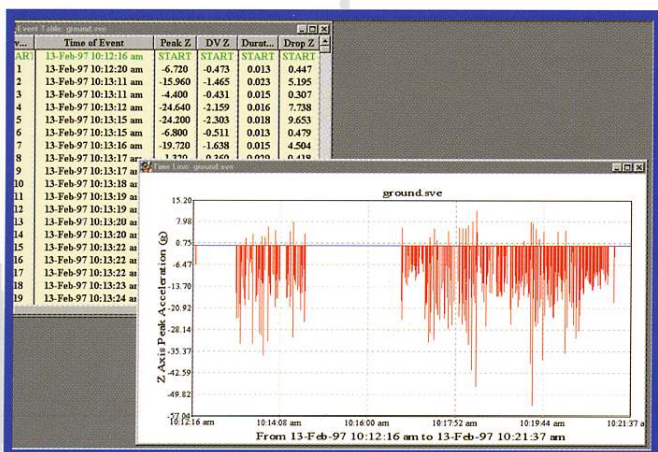 Event Table: ground.sve
v... Time of Event Peak Z DV Z Durat... Drop Z
ART 13-Feb-97 10:12:16 am START START START START
1 13-Feb-97 10:12:20 am -6.720 -0.473 0.013 0.447
2 13-Feb-97 10:13:11 am -15.960 -1.465 0.023 5.195
3 13-Feb-97 10:13:11 am -4.400 -0.431 0.015 0.307
4 13-Feb-97 10:13:12 am -24.640 -2.159 0.016 7.738
5 13-Feb-97 10:13:15 am -24.200 -2.303 0.018 9.653
6 13-Feb-97 10:13:15 am -6.800 -0.511 0.013 0.479
7 13-Feb-97 10:13:16 am -19.720 -1.638 0.015 4.504
8 13-Feb-97 10:13:17 am -1.320 -0.360 0.029 0.438
9 13-Feb-97 10:13:17 am
10 13-Feb-97 10:13:18 am
11 13-Feb-97 10:13:19 am
12 13-Feb-97 10:13:19 am
13 13-Feb-97 10:13:20 am
14 13-Feb-97 10:13:20 am
15 13-Feb-97 10:13:22 am
16 13-Feb-97 10:13:22 am
17 13-Feb-97 10:13:22 am
18 13-Feb-97 10:13:23 am
19 13-Feb-97 10:13:24 am
Time Line: ground.sve
ground.sve
Z Axis Peak Acceleration (g)
15.20
7.98
0.75
-6.47
-13.70
-20.92
-28.14
-35.37
-42.59
-49.82
-57.04
10:12:16 am 10:14:08 am 10:16:00 am 10:17:52 am 10:19:44 am 10:21:37 a
From 13-Feb-97 10:12:16 am to 13-Feb-97 10:21:37 am